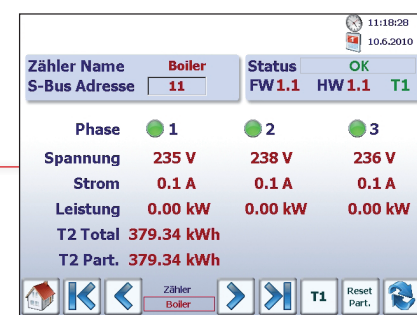 11:18:28
10.6.2010
Zähler Name Boiler Status OK
S-Bus Adresse 11 FW 1.1 HW 1.1 T1
Phase 1 2 3
Spannung 235 V 238 V 236 V
Strom 0.1 A 0.1 A 0.1 A
Leistung 0.00 kW 0.00 kW 0.00 kW
T2 Total 379.34 kWh
T2 Part. 379.34 kWh
Zähler
Boiler
T1
Reset
Part.